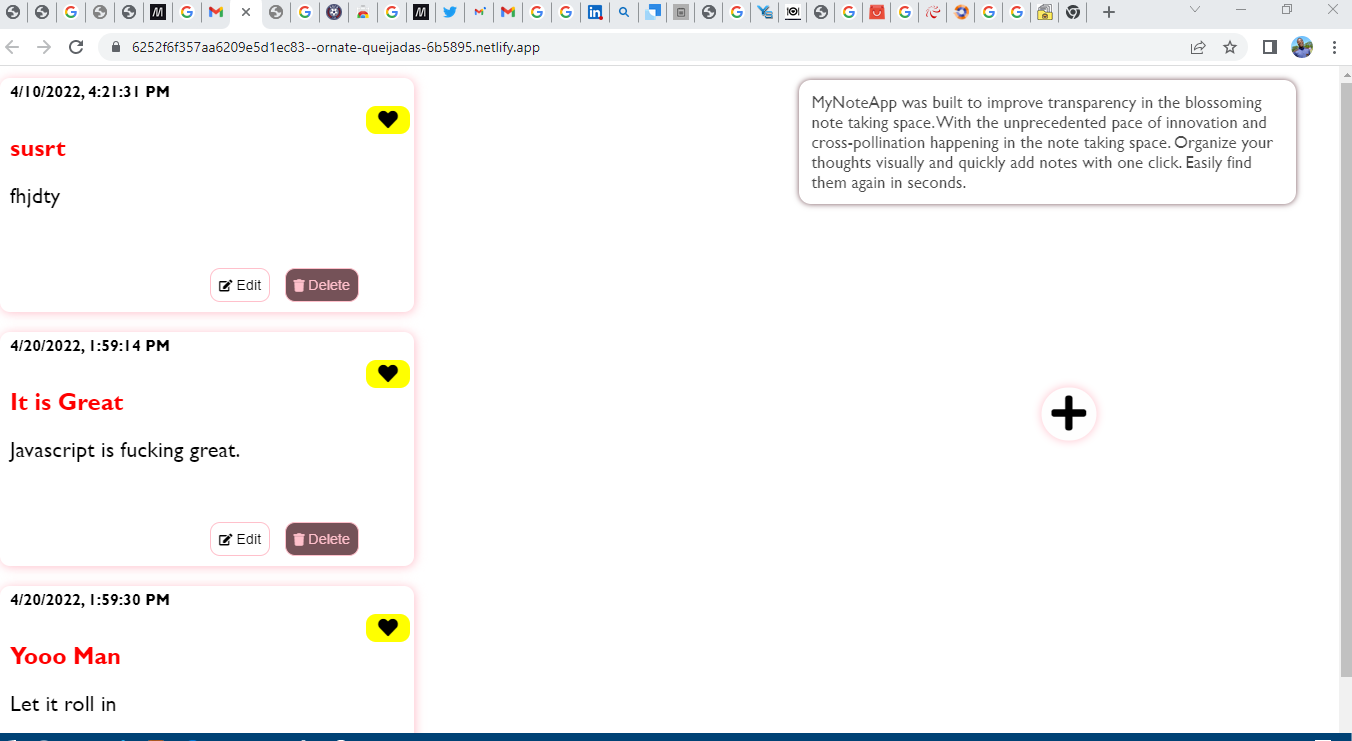 6252f6f357aa6209e5d1ec83--ornate-queijadas-6b5895.netlify.app
4/10/2022, 4:21:31 PM
susrt
fhjdty
Edit
Delete
4/20/2022, 1:59:14 PM
It is Great
Javascript is fucking great.
Edit
Delete
4/20/2022, 1:59:30 PM
Yooo Man
Let it roll in
MyNoteApp was built to improve transparency in the blossoming
note taking space.With the unprecedented pace of innovation and
cross-pollination happening in the note taking space. Organize your
thoughts visually and quickly add notes with one click. Easily find
them again in seconds.